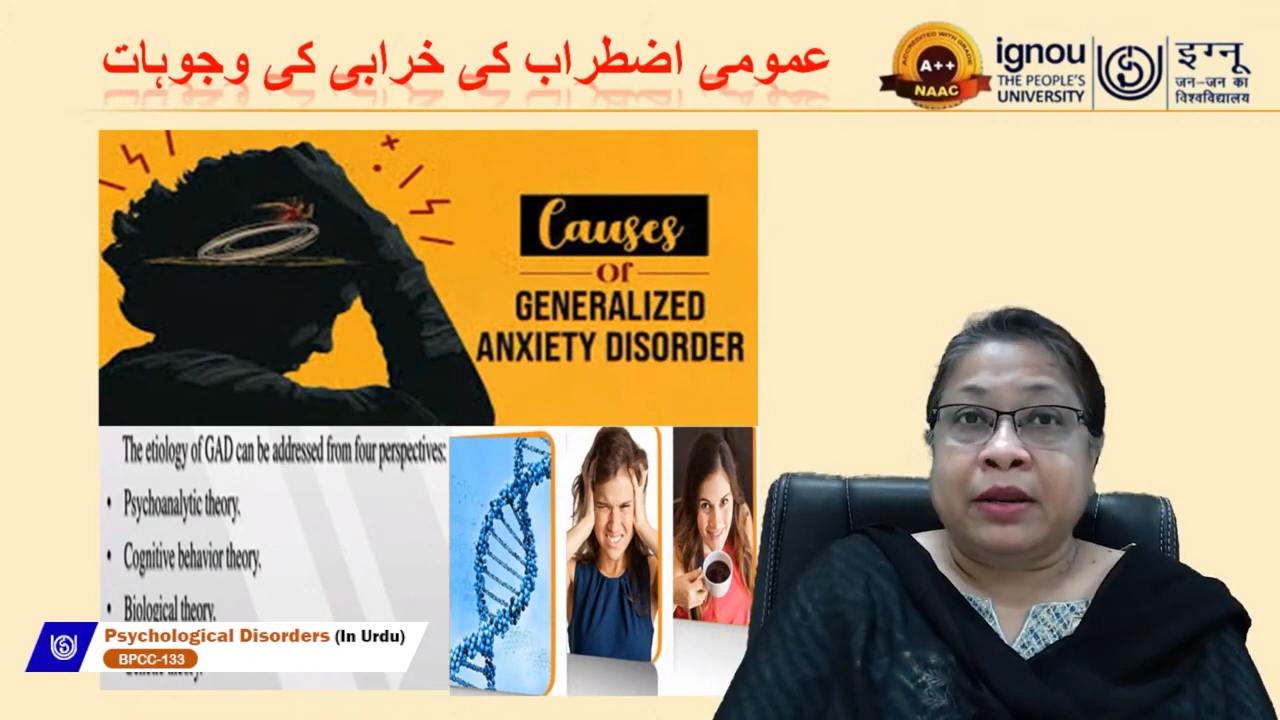 عمومی اضطراب کی خرابی کی وجوہات
ACCREDITED WITH GRADE
A++
NAAC
ignou
THE PEOPLE'S
UNIVERSITY
इग्नू
जन-जन का
विश्वविद्यालय
Causes
Of
GENERALIZED
ANXIETY DISORDER
The etiology of GAD can be addressed from four perspectives:
• Psychoanalytic theory.
• Cognitive behavior theory.
• Biological theory.
Psychological Disorders (In Urdu)
BPCC-133